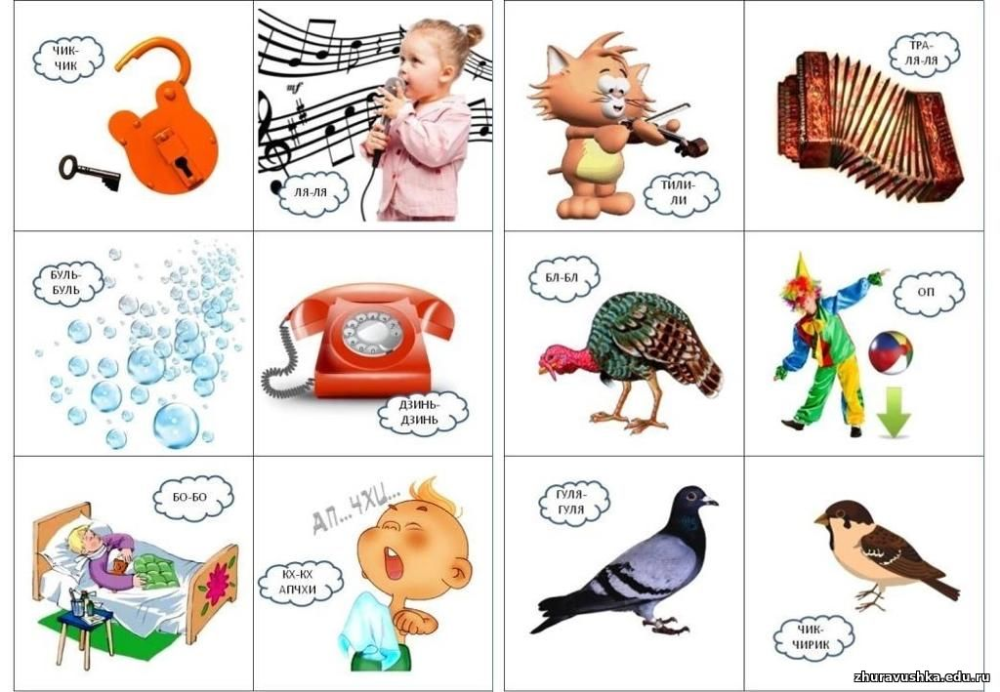 ЧИК-
ЧИК
mf
ЛЯ-ЛЯ
ТИЛИ-
ЛИ
ТРА-
ЛЯ-ЛЯ
БУЛЬ-
БУЛЬ
ДЗИНЬ-
ДЗИНЬ
БЛ-БЛ
ОП
БО-БО
АП...ЧХИ...
КХ-КХ
АПЧХИ
ГУЛЯ-
ГУЛЯ
ЧИК-
ЧИРИК
zhuravushka.edu.ru